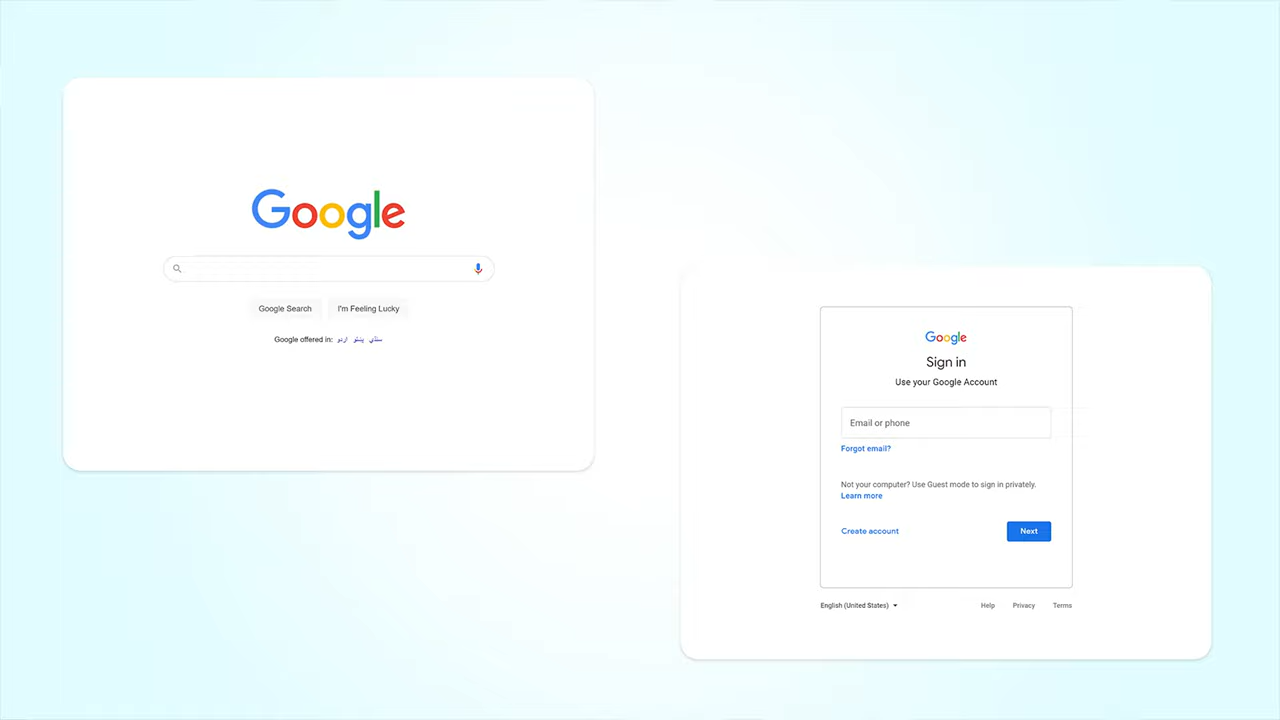 Google
Google Search
I'm Feeling Lucky
Google offered in: اردو پښتو سنڌي
Google
Sign in
Use your Google Account
Email or phone
Forgot email?
Not your computer? Use Guest mode to sign in privately.
Learn more
Create account
Next
English (United States)
Help
Privacy
Terms